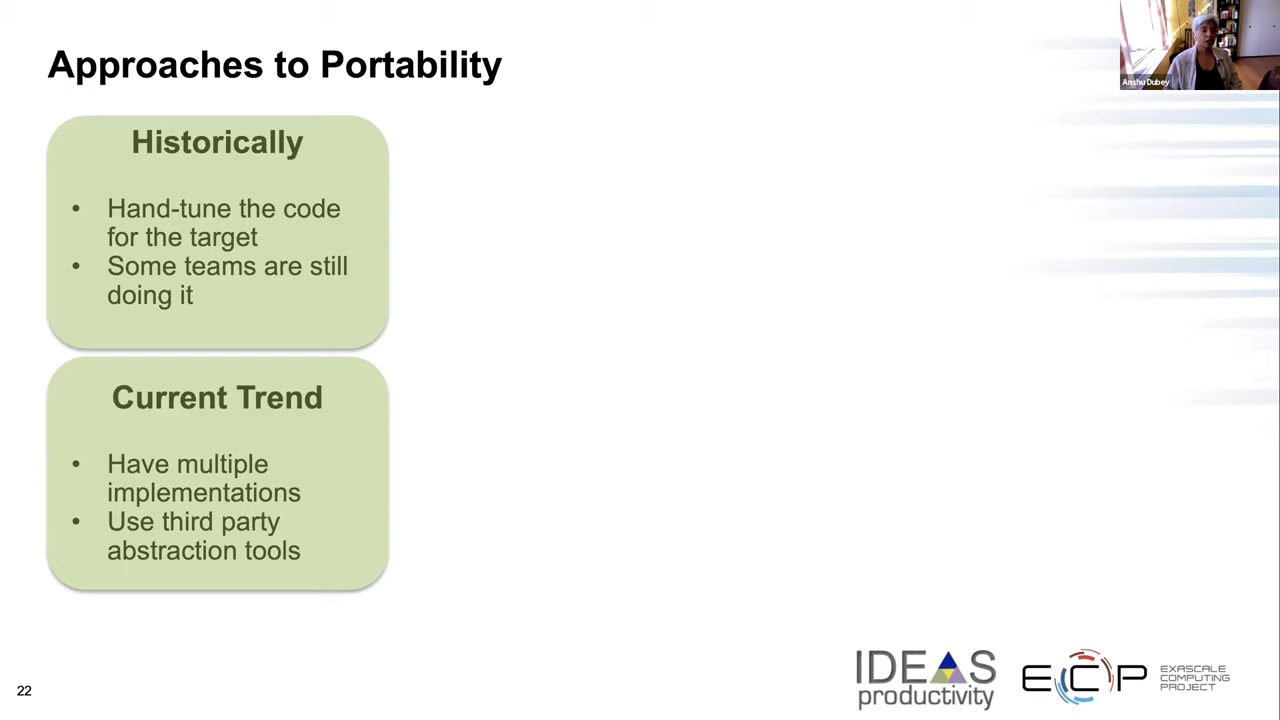 Approaches to Portability
Anshu Dubey
Historically
• Hand-tune the code
for the target
• Some teams are still
doing it
Current Trend
• Have multiple
implementations
• Use third party
abstraction tools
22
IDEAS
productivity
ECP
EXASCALE
COMPUTING
PROJECT